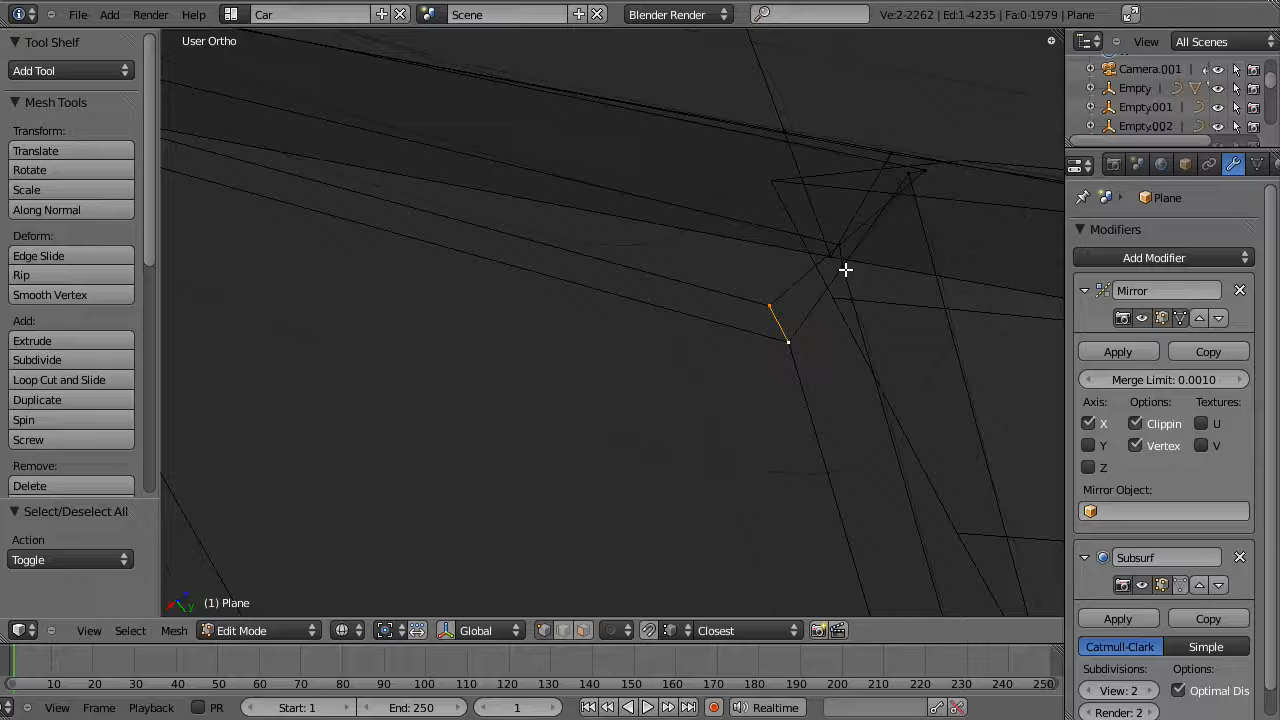 File Add Render Help Car Scene Blender Render Ve:2-2262 | Ed:1-4235 | Fa:0-1979 | Plane
Tool Shelf
Add Tool
Mesh Tools
Transform:
Translate
Rotate
Scale
Along Normal
Deform:
Edge Slide
Rip
Smooth Vertex
Add:
Extrude
Subdivide
Loop Cut and Slide
Duplicate
Spin
Screw
Remove:
Delete
Select/Deselect All
Action
Toggle
User Ortho
(1) Plane
View Select Mesh Edit Mode Global Closest
View All Scenes
Camera.001
Empty
Empty.001
Empty.002
Plane
Modifiers
Add Modifier
Mirror
Apply Copy
Merge Limit: 0.0010
Axis: Options: Textures:
X Clippin U
Y Vertex V
Z
Mirror Object:
Subsurf
Apply Copy
Catmull-Clark Simple
Subdivisions: Options:
View: 2 Optimal Dis
Render: 2
10 20 30 40 50 60 70 80 90 100 110 120 130 140 150 160 170 180 190 200 210 220 230 240 250
View Frame Playback PR Start: 1 End: 250 1 Realtime